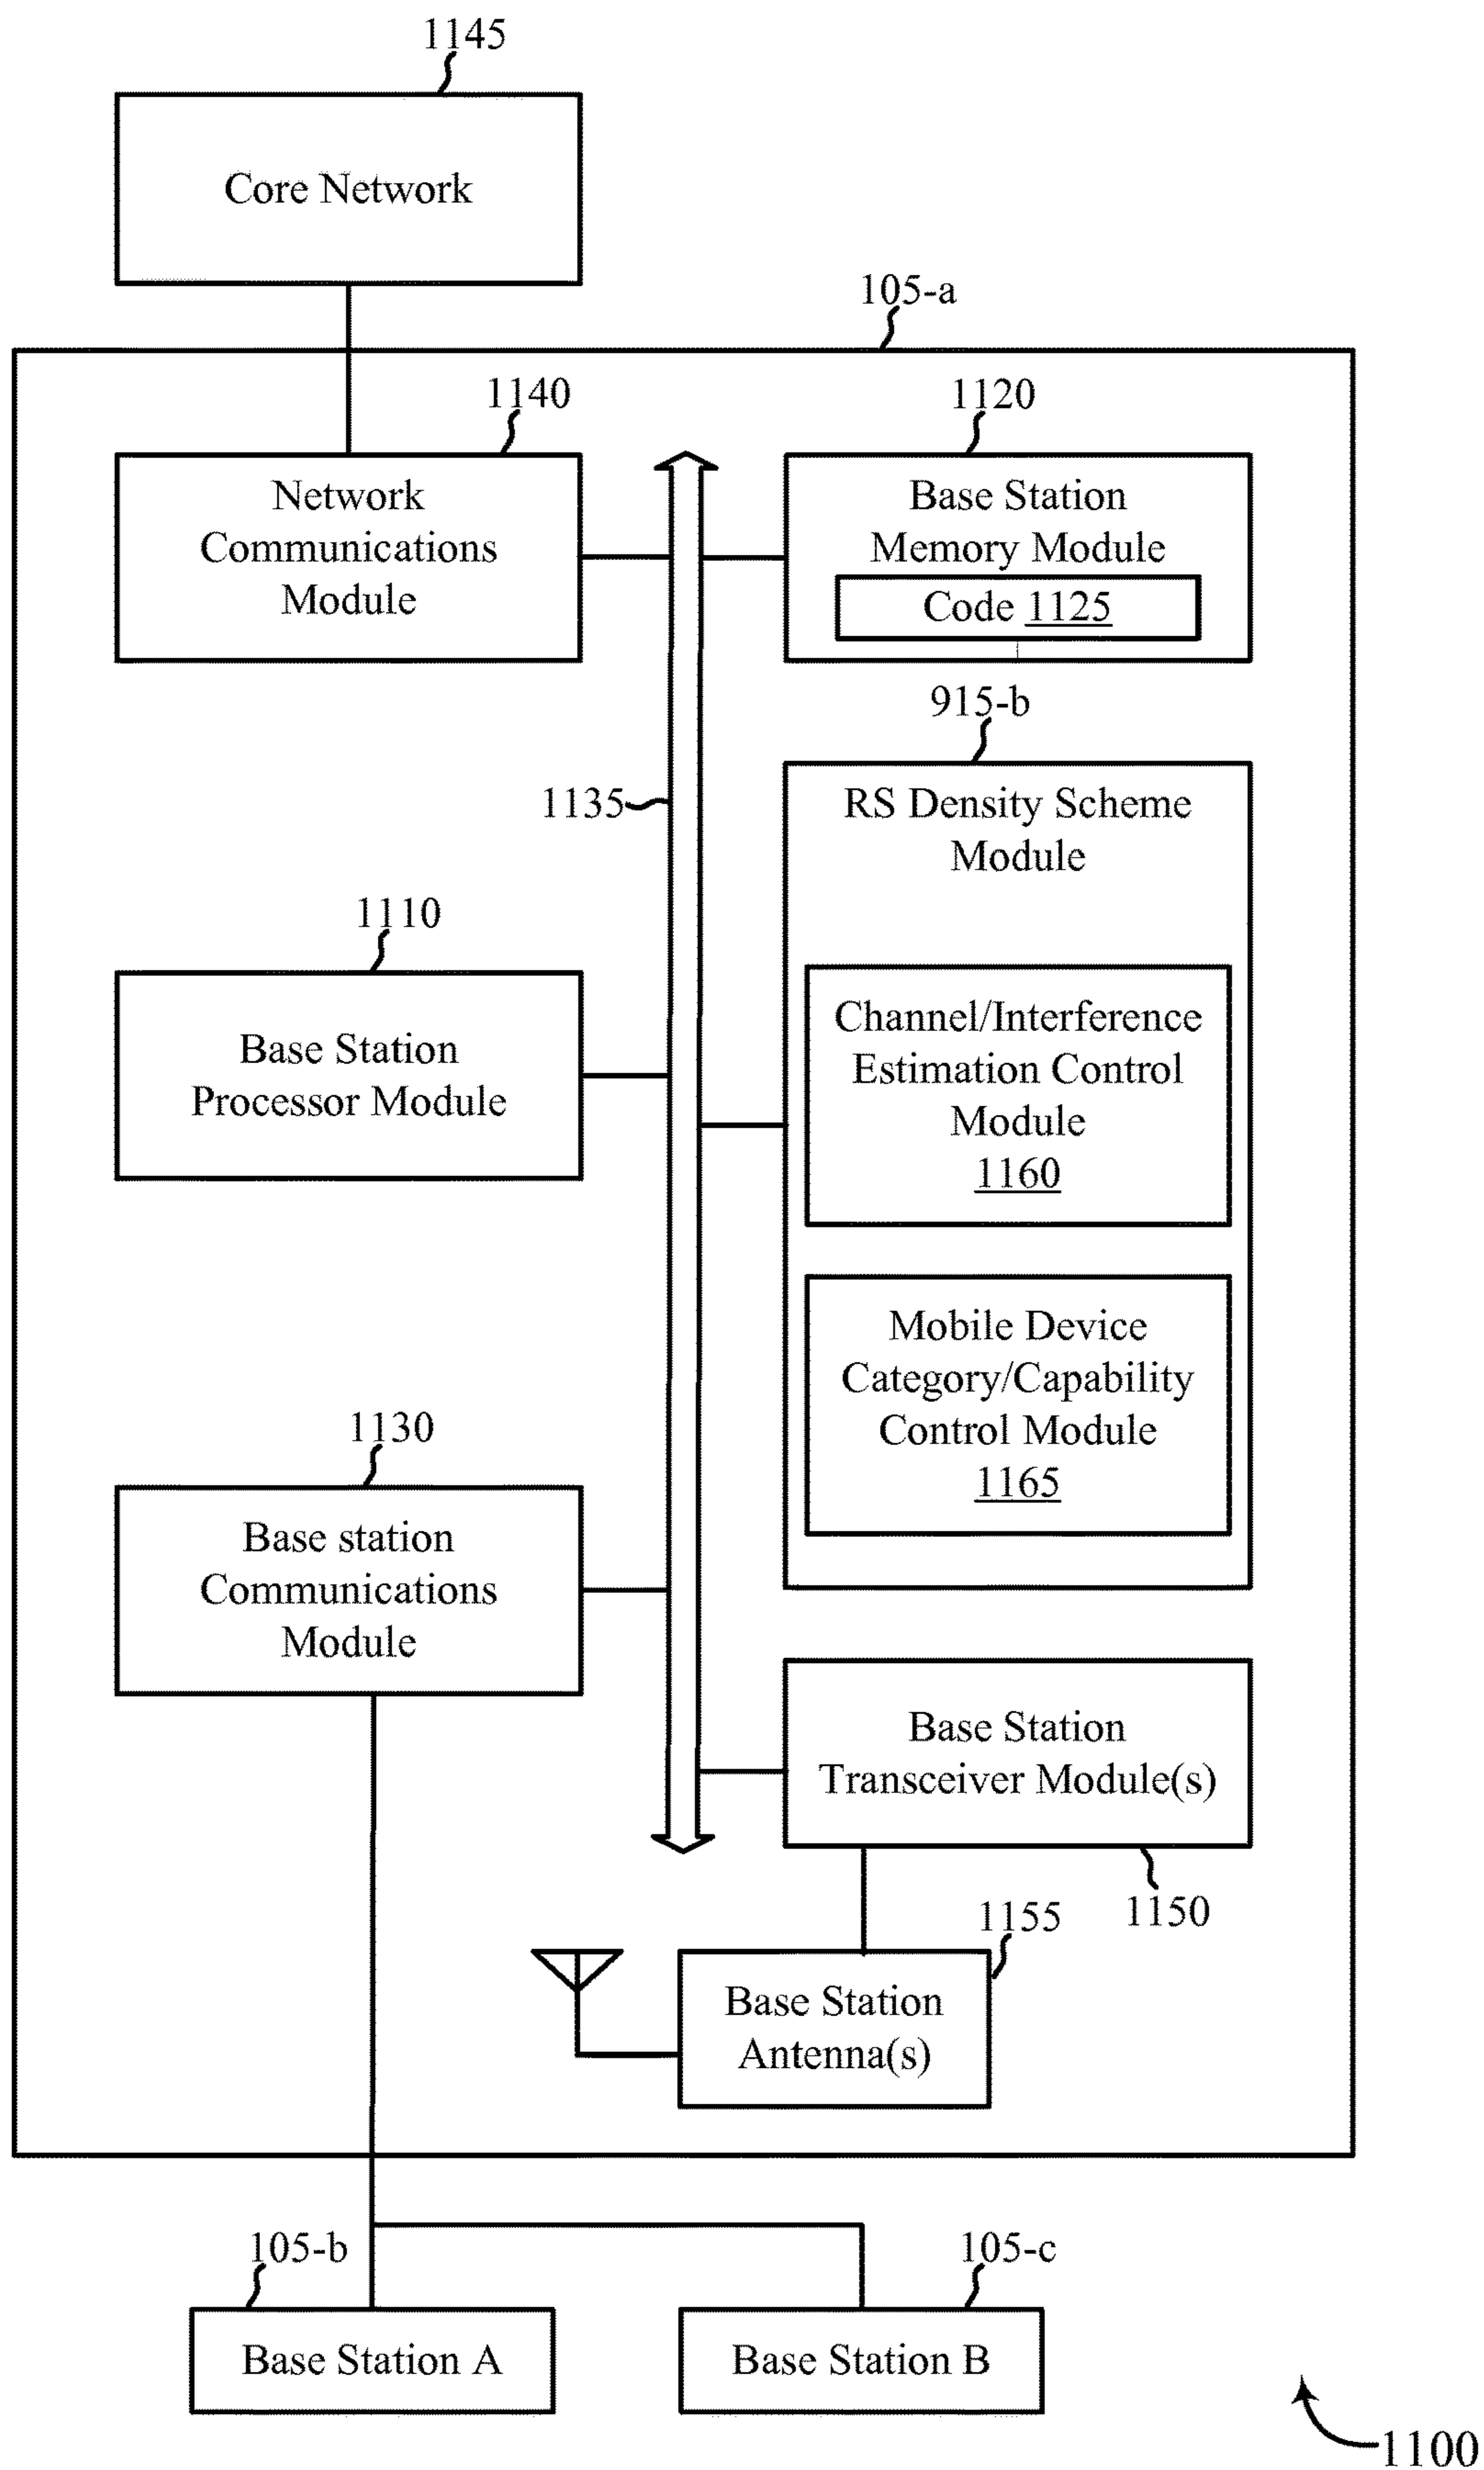 1145
Core Network
105-a
1140
1120
Network
Communications
Module
Base Station
Memory Module
Code 1125
915-b
1135
RS Density Scheme
Module
1110
Base Station
Processor Module
Channel/Interference
Estimation Control
Module
1160
Mobile Device
Category/Capability
Control Module
1165
1130
Base station
Communications
Module
Base Station
Transceiver Module(s)
1150
1155
Base Station
Antenna(s)
105-b
105-c
Base Station A
Base Station B
1100